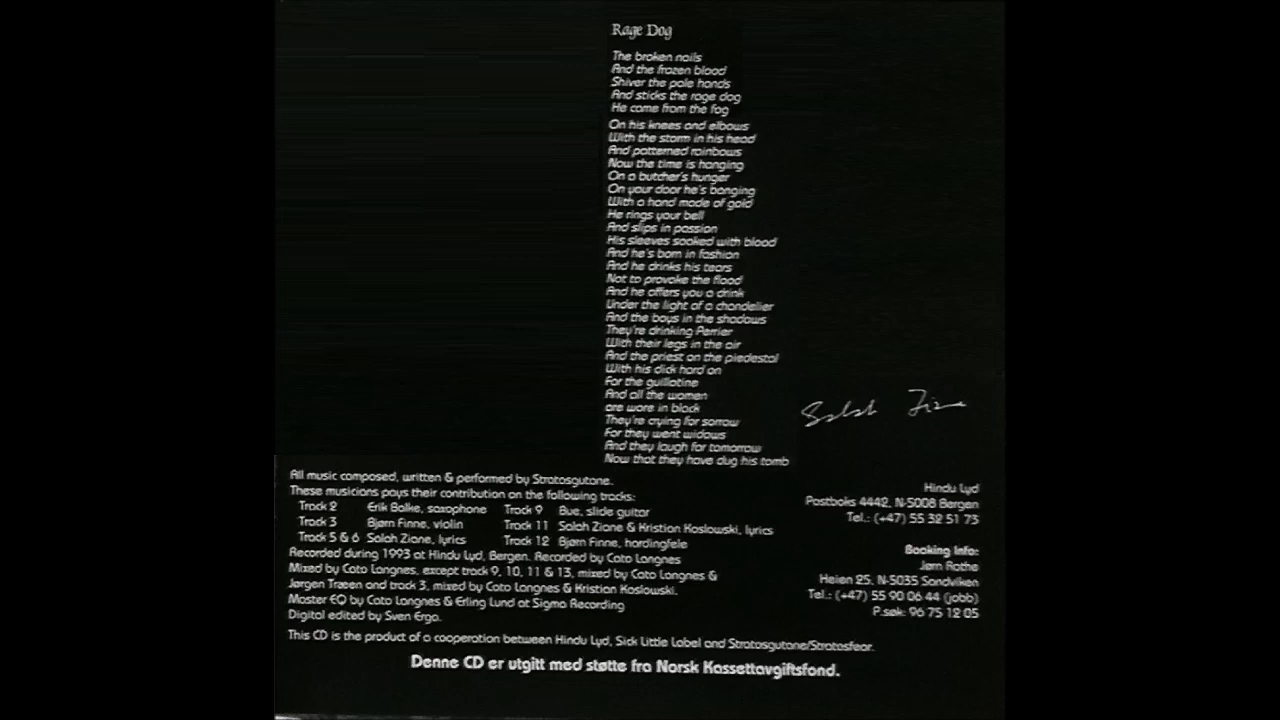 Rage Dog
The broken nails
And the frozen blood
Shiver the pale hands
And sticks the rage dog
He came from the fog
On his knees and elbows
With the storm in his head
And patterned rainbows
Now the time is hanging
On a butcher's hunger
On your door he's banging
With a hand made of gold
He rings your bell
And slips in passion
His sleeves soaked with blood
And he's born in fashion
And he drinks his tears
Not to provoke the flood
And he offers you a drink
Under the light of a chandelier
And the boys in the shadows
They're drinking Perrier
With their legs in the air
And the priest on the piedestal
With his dick hard on
For the guillotine
And all the women
are wore in black
They're crying for sorrow
For they went widows
And they laugh for tomorrow
Now that they have dug his tomb
Salah Ziane
All music composed, written & performed by Stratosgutane.
These musicians pays their contribution on the following tracks:
Track 2 Erik Balke, saxophone Track 9 Bue, slide guitar
Track 3 Bjørn Finne, violin Track 11 Salah Ziane & Kristian Koslowski, lyrics
Track 5 & 6 Salah Ziane, lyrics Track 12 Bjørn Finne, hardingfele
Recorded during 1993 at Hindu Lyd, Bergen. Recorded by Cato Langnes
Mixed by Cato Langnes, except track 9, 10, 11 & 13, mixed by Cato Langnes &
Jørgen Træen and track 3, mixed by Cato Langnes & Kristian Koslowski.
Master EQ by Cato Langnes & Erling Lund at Sigma Recording
Digital edited by Sven Erga.
Hindu Lyd
Postboks 4442, N-5008 Bergen
Tel.: (+47) 55 32 51 73
Booking Info:
Jørn Rothe
Heien 25, N-5035 Sandviken
Tel.: (+47) 55 90 06 44 (jobb)
P.søk: 96 75 12 05
This CD is the product of a cooperation between Hindu Lyd, Sick Little Label and Stratosgutane/Stratosfear.
Denne CD er utgitt med støtte fra Norsk Kassettavgiftsfond.